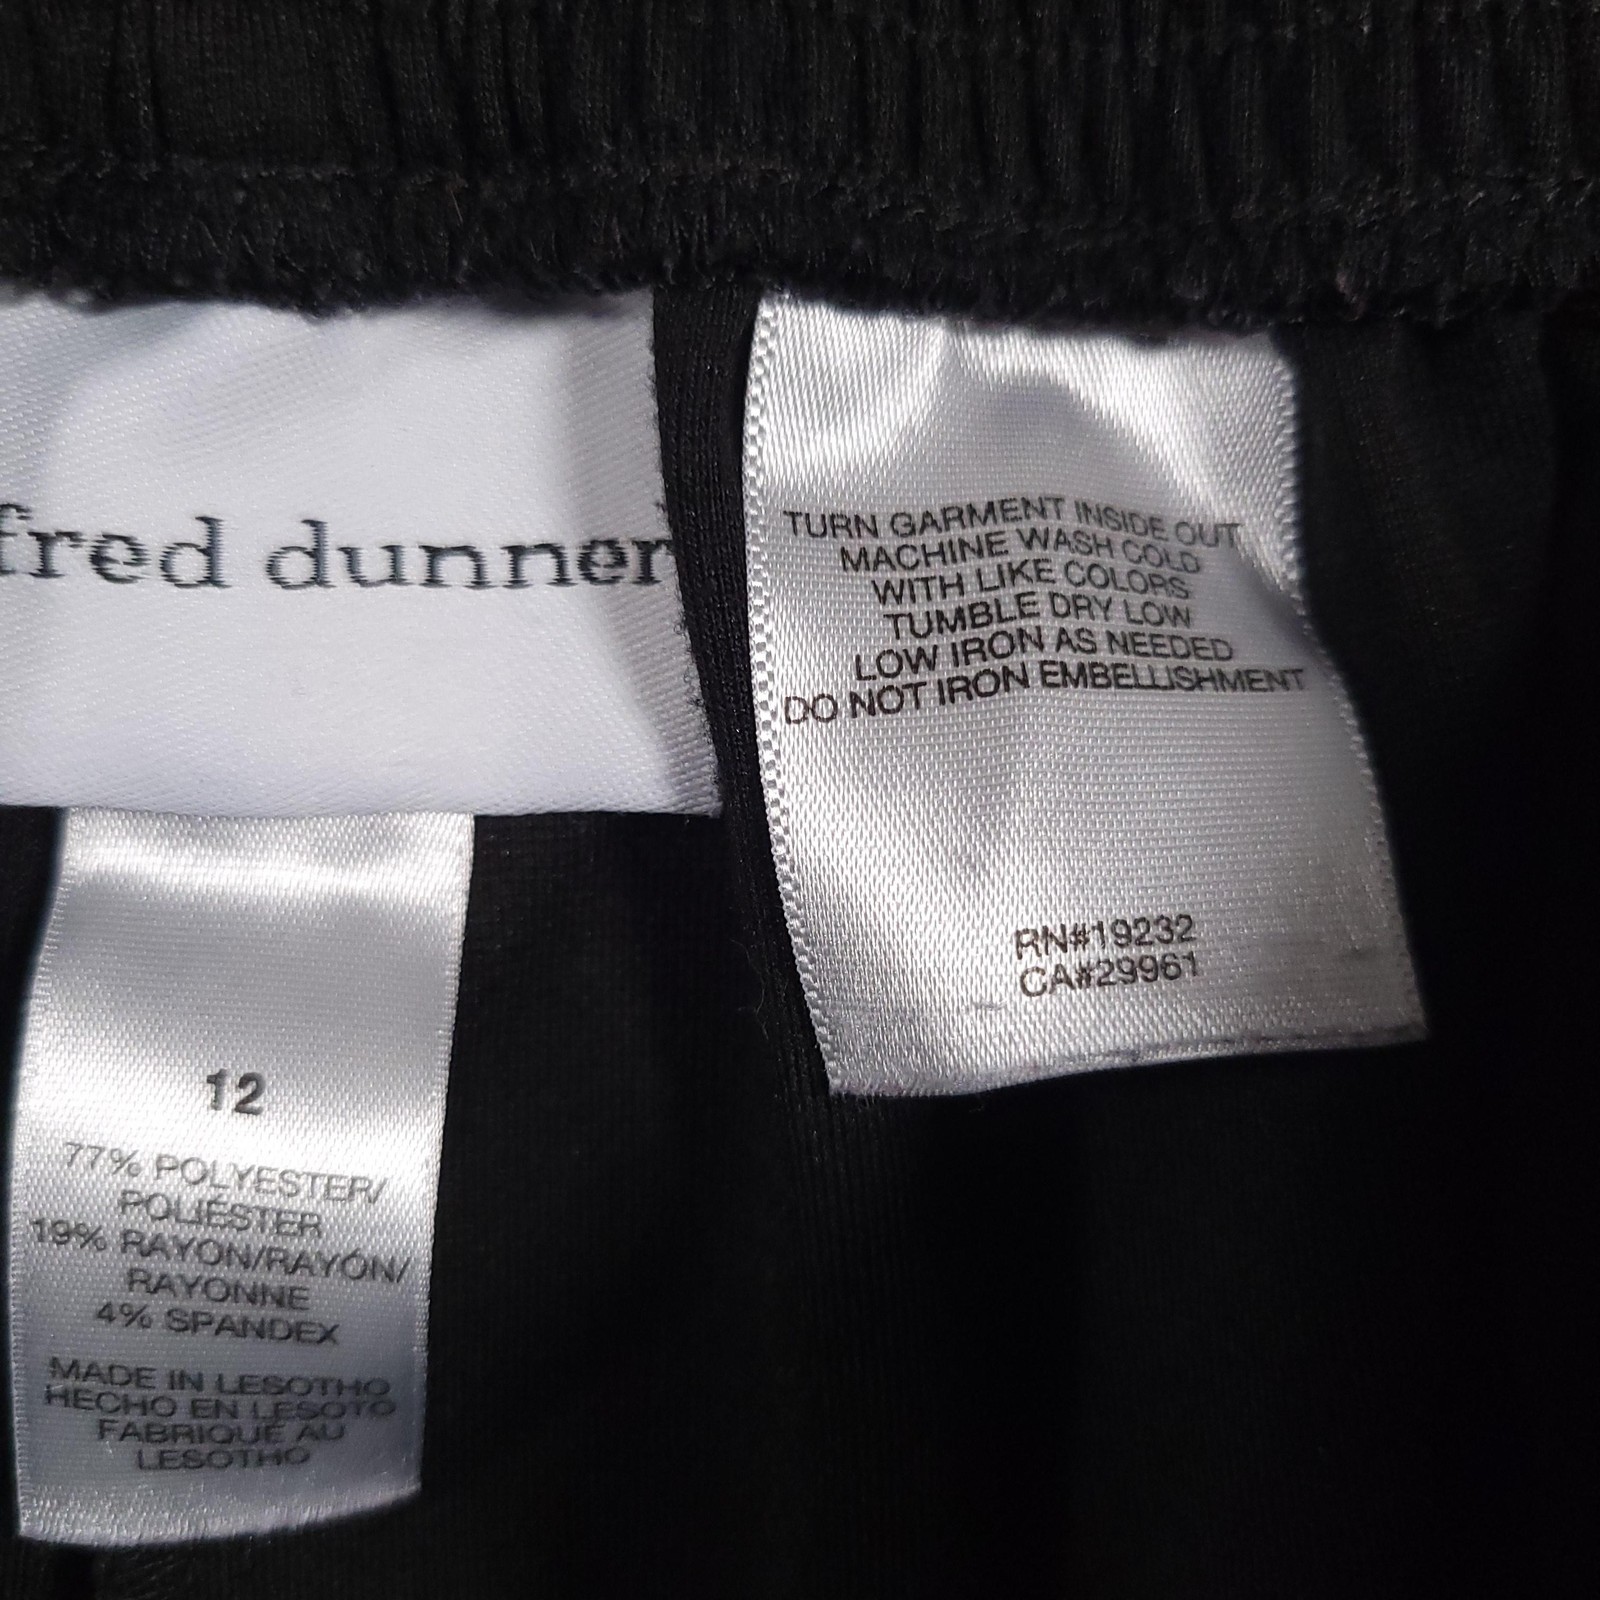 fred dunner
TURN GARMENT INSIDE OUT
MACHINE WASH COLD
WITH LIKE COLORS
TUMBLE DRY LOW
LOW IRON AS NEEDED
DO NOT IRON EMBELLISHMENT
RN#19232
CA#29961
12
77% POLYESTER/
POLIÉSTER
19% RAYON/RAYÓN/
RAYONNE
4% SPANDEX
MADE IN LESOTHO
HECHO EN LESOTO
FABRIQUÉ AU
LESOTHO